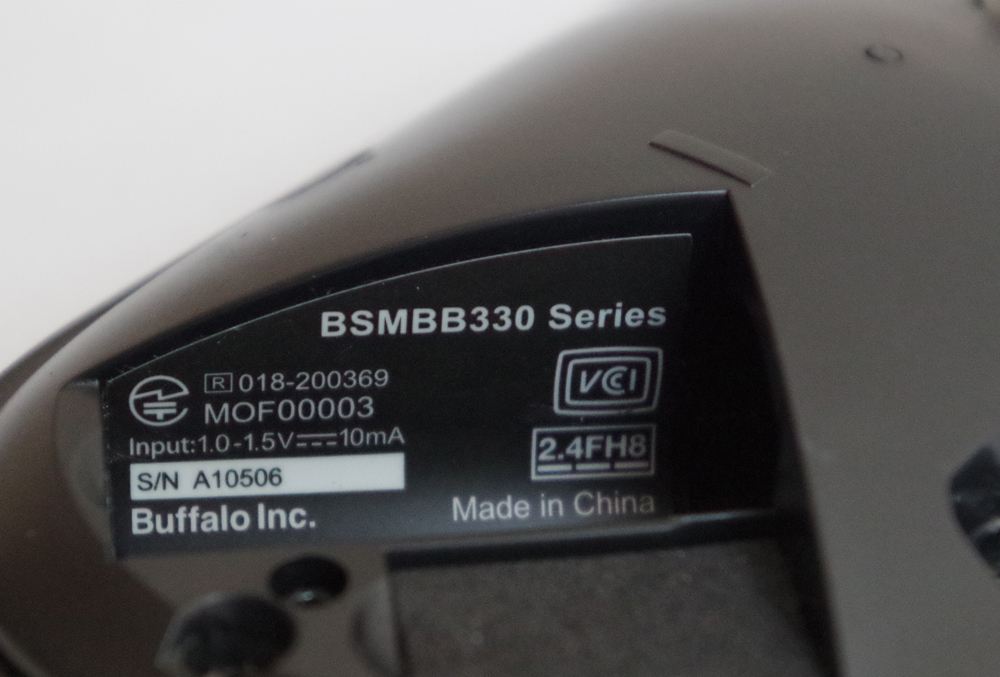 BSMBB330 Series
R 018-200369
MOF00003
VCCI
Input:1.0-1.5V⎓10mA
2.4FH8
S/N A10506
Buffalo Inc.
Made in China